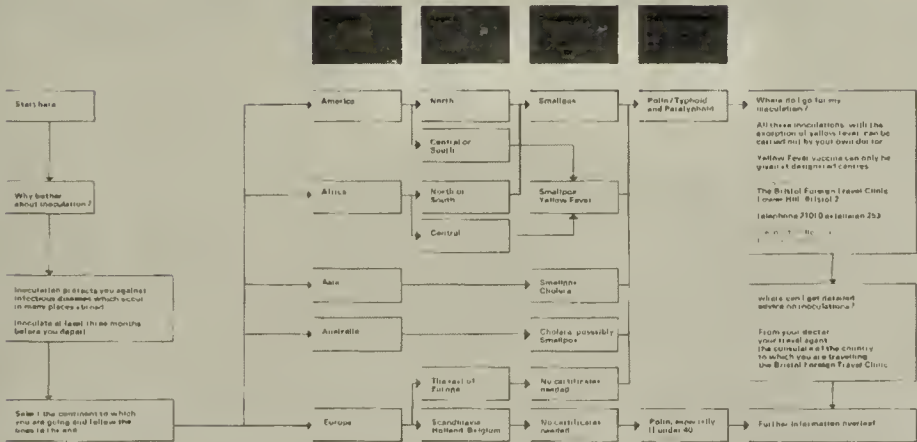 Start here
Why bother
about inoculation?
Inoculation protects you against
infectious diseases which occur
in many places abroad
Inoculate at least three months
before you depart
Select the continent to which
you are going and follow the
lines to the end
America
Africa
Asia
Australia
Europe
North
Central or
South
North or
South
Central
The rest of
Europe
Scandinavia
Holland Belgium
Smallpox
Smallpox
Yellow Fever
Smallpox
Cholera
Cholera possibly
Smallpox
No certificates
needed
No certificates
needed
Polio/Typhoid
and Paratyphoid
Polio, especially
if under 40
Where do I go for my
inoculation?
All these inoculations with the
exception of yellow fever can be
carried out by your own doctor
Yellow Fever vaccine can only be
given at designated centres
The Bristol Foreign Travel Clinic
Tower Hill Bristol 2
Telephone 21010 extension 253
Where can I get detailed
advice on inoculations?
From your doctor
your travel agent
the consulate of the country
to which you are travelling
the Bristol Foreign Travel Clinic
Further information overleaf